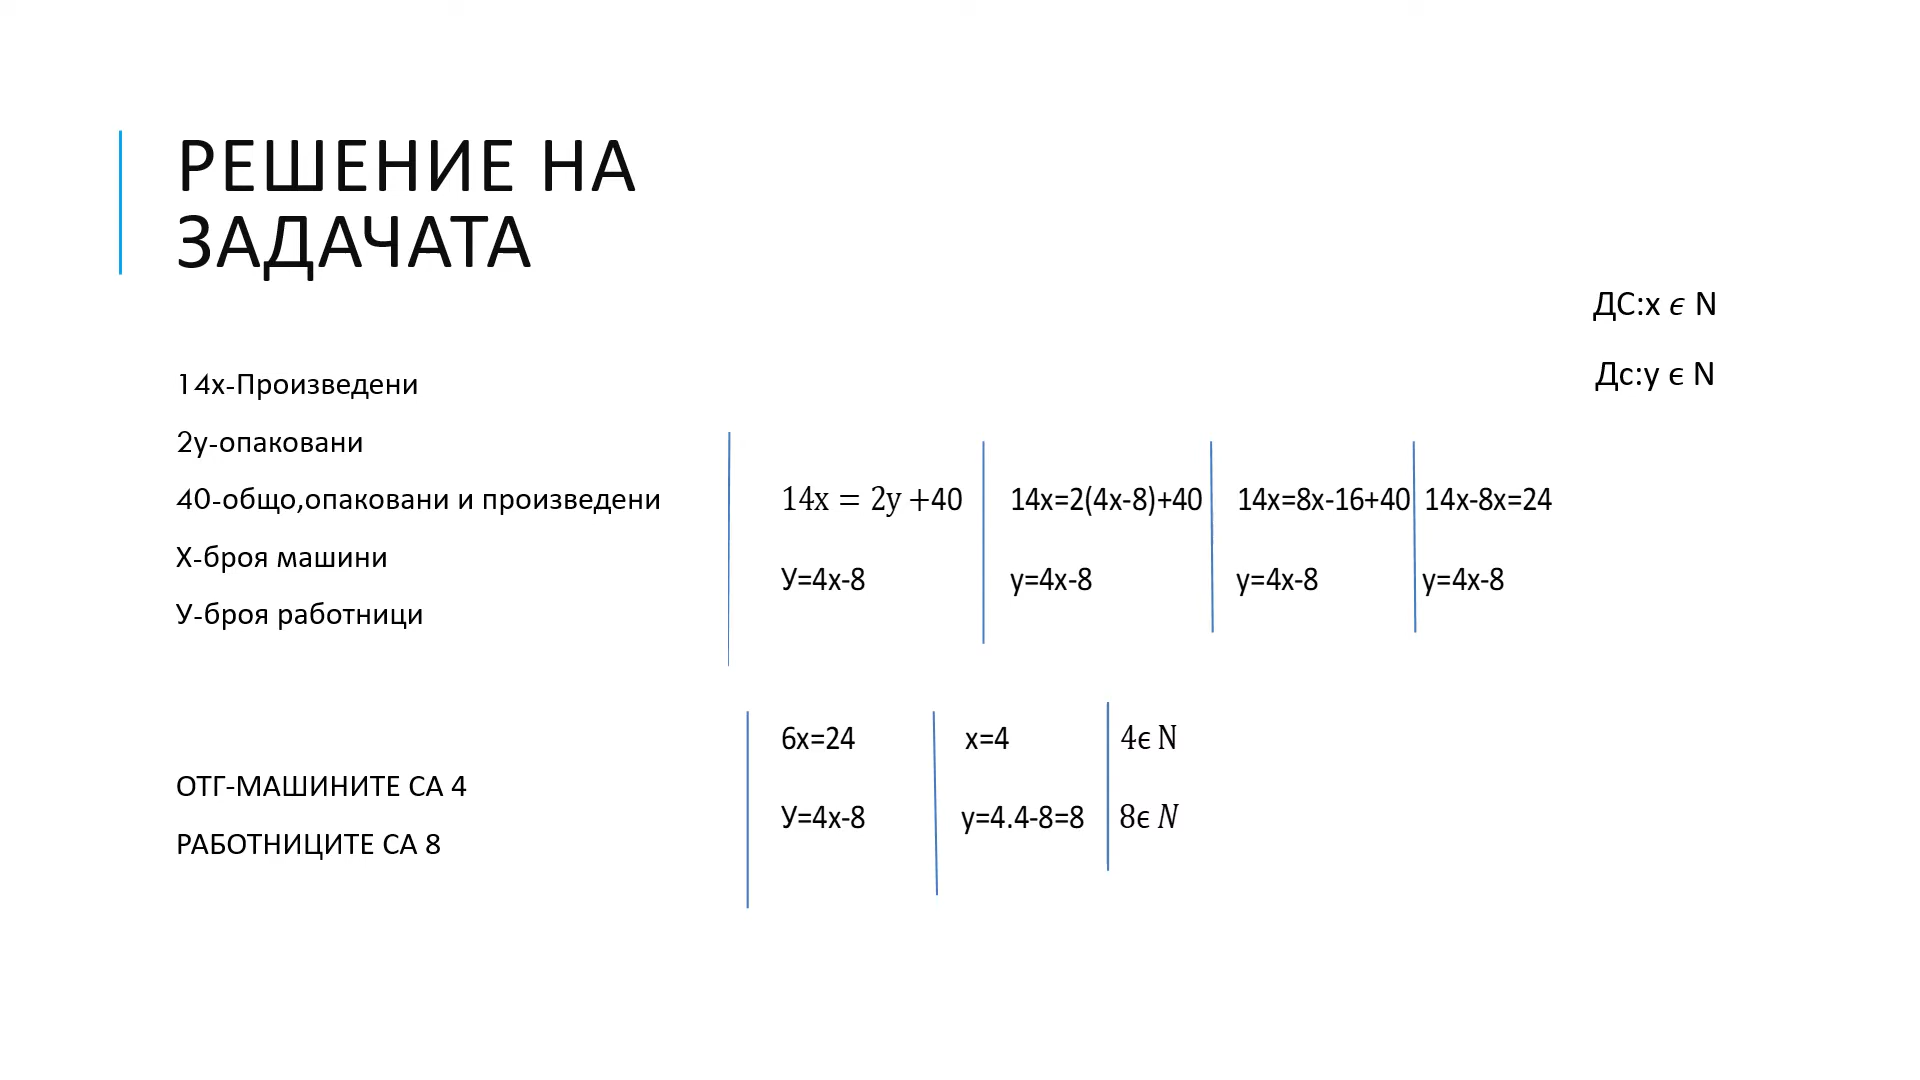 РЕШЕНИЕ НА
ЗАДАЧАТА
ДС:x ϵ N
Дс:y ϵ N
14х-Произведени
2у-опаковани
40-общо,опаковани и произведени
Х-броя машини
У-броя работници
14x = 2y +40 14x=2(4x-8)+40 14x=8x-16+40 14x-8x=24
У=4x-8 y=4x-8 y=4x-8 y=4x-8
6x=24 x=4 4ϵ N
У=4x-8 y=4.4-8=8 8ϵ N
ОТГ-МАШИНИТЕ СА 4
РАБОТНИЦИТЕ СА 8